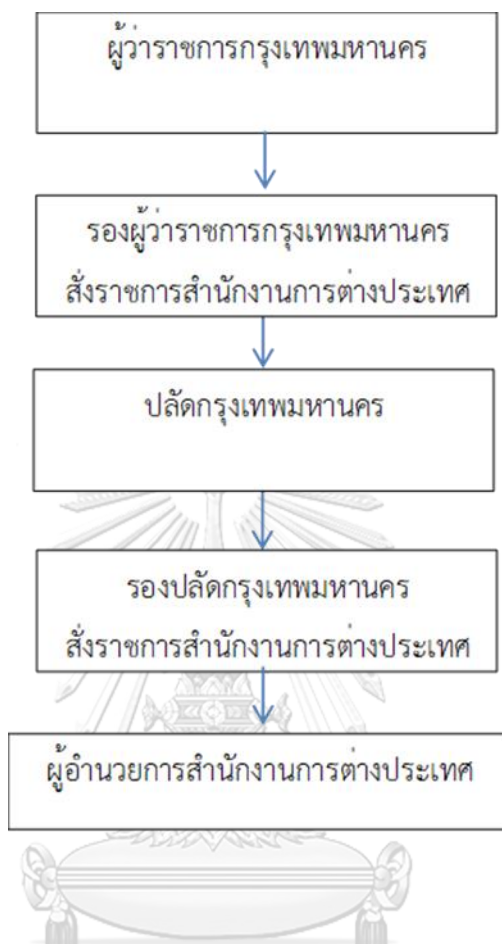 ผู้ว่าราชการกรุงเทพมหานคร
รองผู้ว่าราชการกรุงเทพมหานคร
สั่งราชการสำนักงานการต่างประเทศ
ปลัดกรุงเทพมหานคร
รองปลัดกรุงเทพมหานคร
สั่งราชการสำนักงานการต่างประเทศ
ผู้อำนวยการสำนักงานการต่างประเทศ